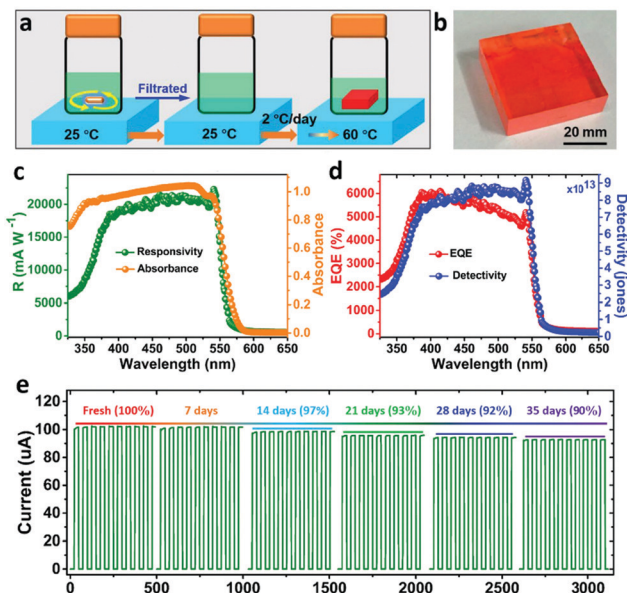 a
Filtrated
25 °C
25 °C
2 °C/day
60 °C
b
20 mm
c
R (mA W⁻¹)
20000
15000
10000
5000
0
Responsivity
Absorbance
1.0
0.8
0.6
0.4
0.2
0.0
Absorbance
350 400 450 500 550 600 650
Wavelength (nm)
d
EQE (%)
6000
5000
4000
3000
2000
1000
0
x10¹³
EQE
Detectivity
9
8
7
6
5
4
3
2
1
0
Detectivity (jones)
350 400 450 500 550 600 650
Wavelength (nm)
e
Current (uA)
120
100
80
60
40
20
0
Fresh (100%) 7 days 14 days (97%) 21 days (93%) 28 days (92%) 35 days (90%)
0 500 1000 1500 2000 2500 3000